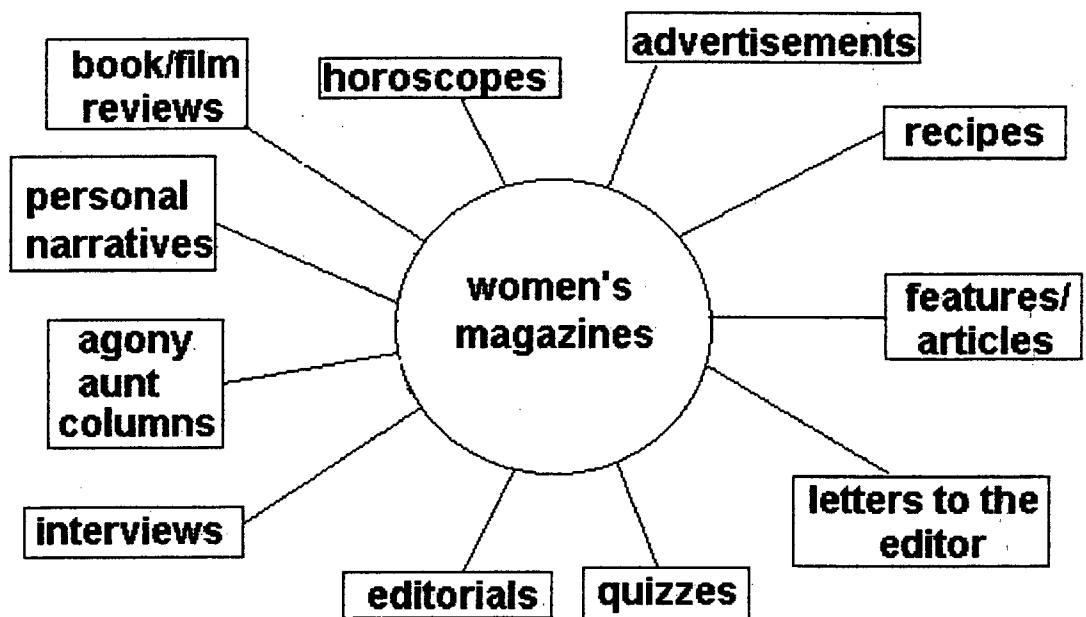 book/film
reviews
horoscopes
advertisements
recipes
personal
narratives
women's
magazines
features/
articles
agony
aunt
columns
letters to the
editor
interviews
editorials
quizzes